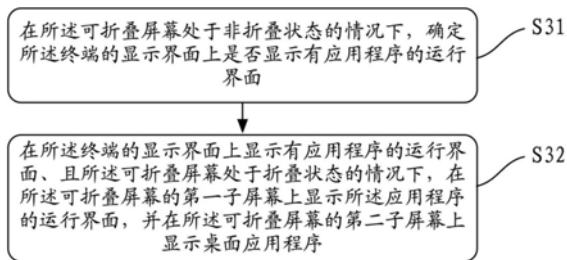 在所述可折叠屏幕处于非折叠状态的情况下，确定
所述终端的显示界面上是否显示有应用程序的运行
界面
S31
在所述终端的显示界面上显示有应用程序的运行界
面、且所述可折叠屏幕处于折叠状态的情况下，在
所述可折叠屏幕的第一子屏幕上显示所述应用程序
的运行界面，并在所述可折叠屏幕的第二子屏幕上
显示桌面应用程序
S32